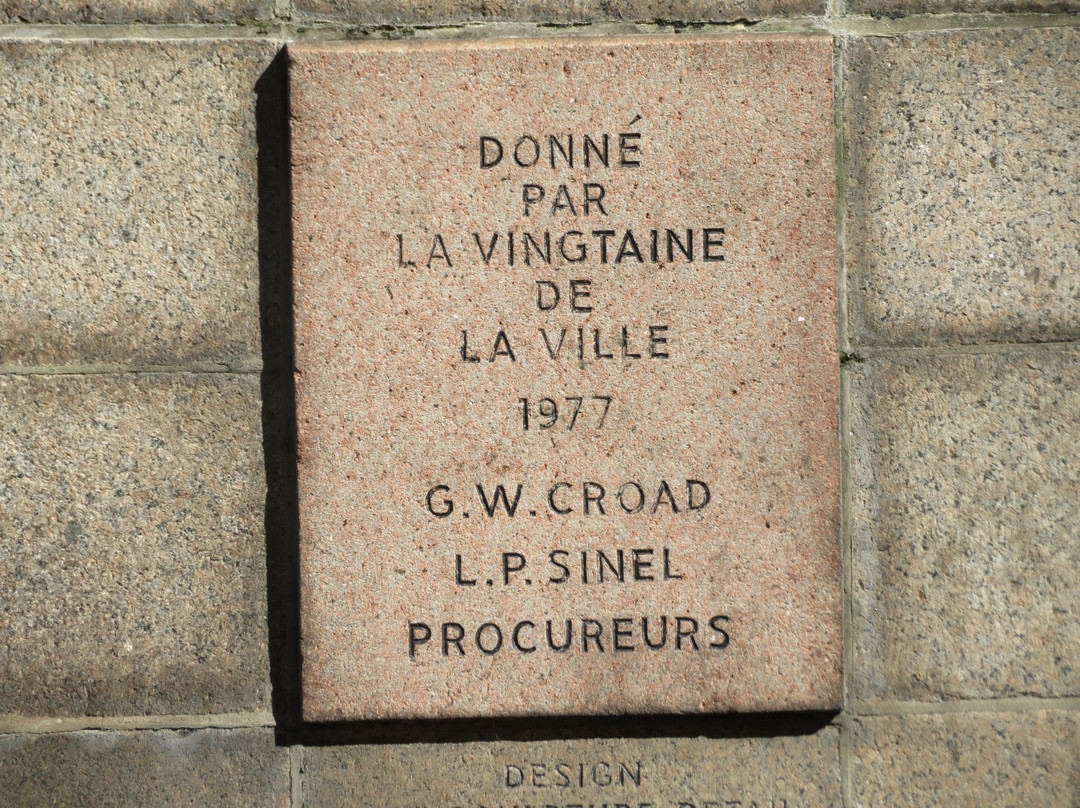 DONNÉ
PAR
LA VINGTAINE
DE
LA VILLE
1977
G.W. CROAD
L.P. SINEL
PROCUREURS
DESIGN